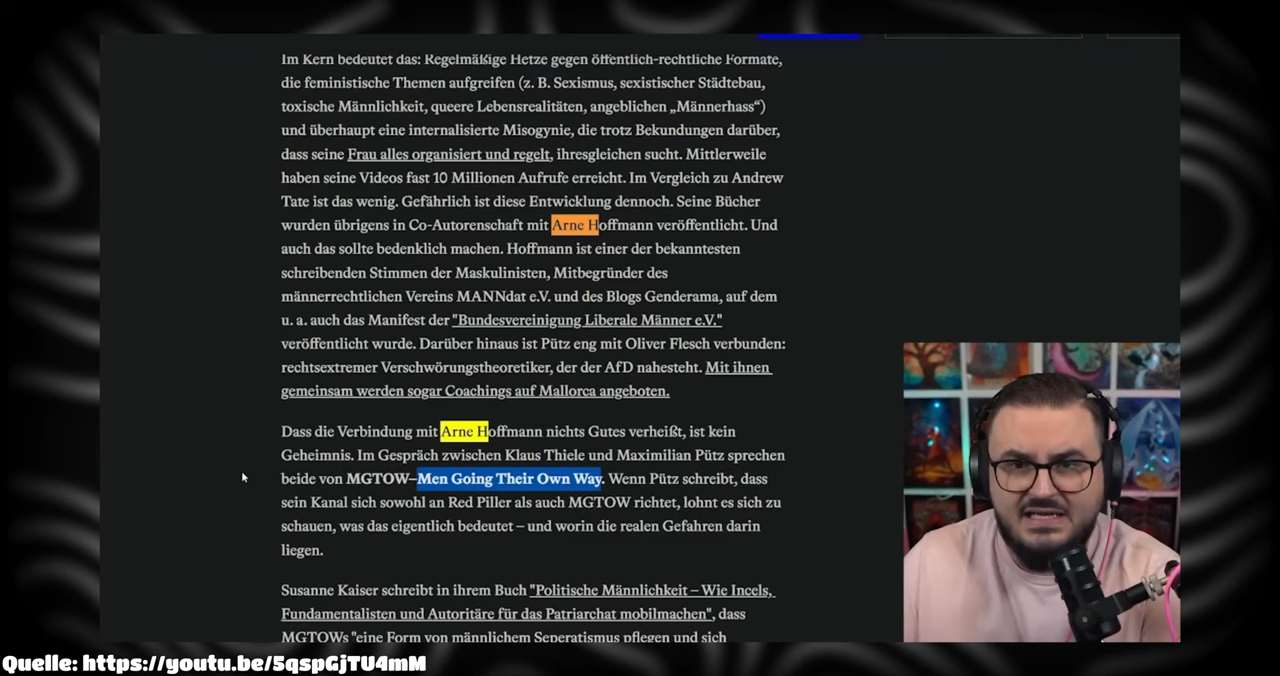 Im Kern bedeutet das: Regelmäßige Hetze gegen öffentlich-rechtliche Formate,
die feministische Themen aufgreifen (z. B. Sexismus, sexistischer Städtebau,
toxische Männlichkeit, queere Lebensrealitäten, angeblichen „Männerhass“)
und überhaupt eine internalisierte Misogynie, die trotz Bekundungen darüber,
dass seine Frau alles organisiert und regelt, ihresgleichen sucht. Mittlerweile
haben seine Videos fast 10 Millionen Aufrufe erreicht. Im Vergleich zu Andrew
Tate ist das wenig. Gefährlich ist diese Entwicklung dennoch. Seine Bücher
wurden übrigens in Co-Autorenschaft mit Arne Hoffmann veröffentlicht. Und
auch das sollte bedenklich machen. Hoffmann ist einer der bekanntesten
schreibenden Stimmen der Maskulinisten, Mitbegründer des
männerrechtlichen Vereins MANNdat e.V. und des Blogs Genderama, auf dem
u. a. auch das Manifest der "Bundesvereinigung Liberale Männer e.V."
veröffentlicht wurde. Darüber hinaus ist Pütz eng mit Oliver Flesch verbunden:
rechtsextremer Verschwörungstheoretiker, der der AfD nahesteht. Mit ihnen
gemeinsam werden sogar Coachings auf Mallorca angeboten.
Dass die Verbindung mit Arne Hoffmann nichts Gutes verheißt, ist kein
Geheimnis. Im Gespräch zwischen Klaus Thiele und Maximilian Pütz sprechen
beide von MGTOW–Men Going Their Own Way. Wenn Pütz schreibt, dass
sein Kanal sich sowohl an Red Piller als auch MGTOW richtet, lohnt es sich zu
schauen, was das eigentlich bedeutet – und worin die realen Gefahren darin
liegen.
Susanne Kaiser schreibt in ihrem Buch "Politische Männlichkeit – Wie Incels,
Fundamentalisten und Autoritäre für das Patriarchat mobilmachen", dass
MGTOWs "eine Form von männlichem Seperatismus pflegen und sich
Quelle: https://youtu.be/5qspGjTU4mM